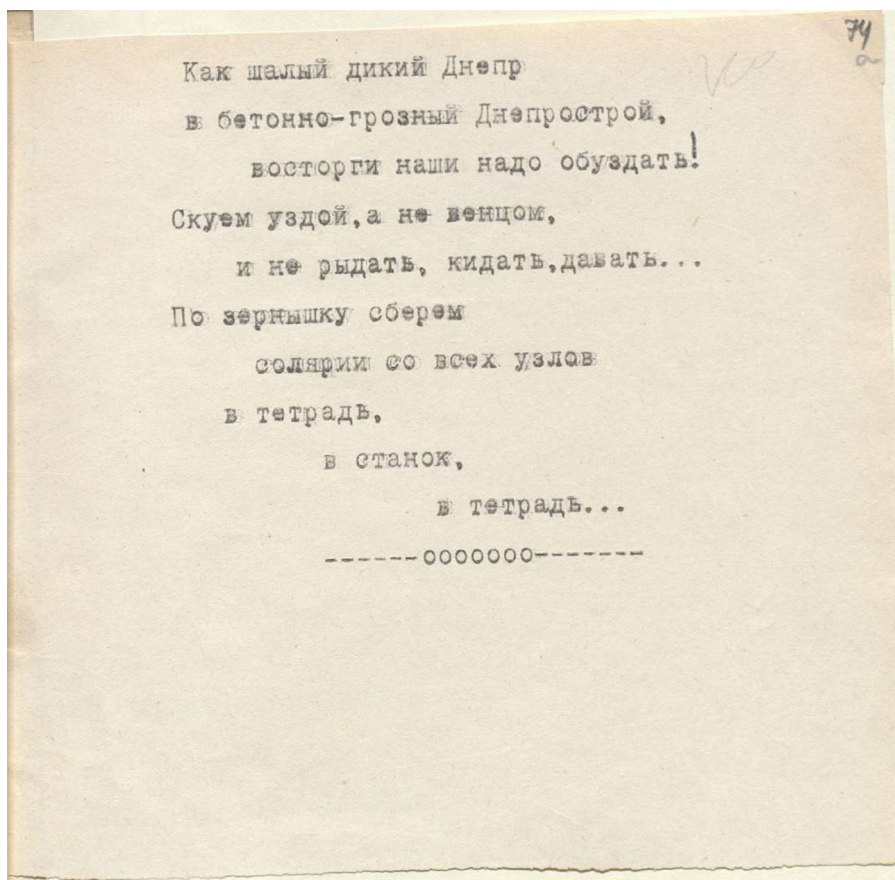 74
Как шалый дикий Днепр
в бетонно-грозный Днепрострой,
восторги наши надо обуздать!
Скуем уздой,а не венцом,
и не рыдать, кидать,давать...
По зернышку сберем
солярии со всех узлов
в тетрадь,
в станок,
в тетрадь...
------ооооооо-------